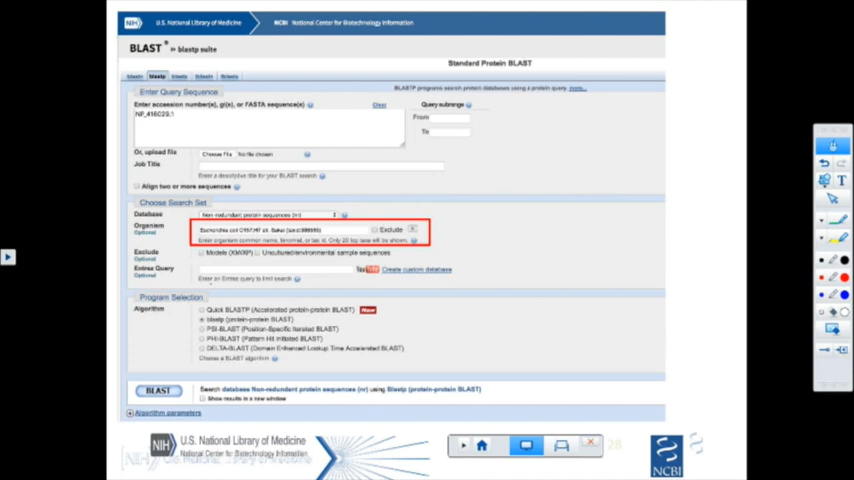 NIH U.S. National Library of Medicine NCBI National Center for Biotechnology Information
BLAST ® » blastp suite
Standard Protein BLAST
blastn blastp blastx tblastn tblastx
BLASTP programs search protein databases using a protein query. more...
Enter Query Sequence
Enter accession number(s), gi(s), or FASTA sequence(s) Clear Query subrange
From
To
Or, upload file Choose File No file chosen
Job Title
Enter a descriptive title for your BLAST search
Align two or more sequences
Choose Search Set
Database Non-redundant protein sequences (nr)
Organism
Optional
Exclude
Enter organism common name, binomial, or tax id. Only 20 top taxa will be shown.
Exclude Models (XM/XP) Uncultured/environmental sample sequences
Optional
Entrez Query You Tube Create custom database
Optional
Enter an Entrez query to limit search
Program Selection
Algorithm
Quick BLASTP (Accelerated protein-protein BLAST) New
blastp (protein-protein BLAST)
PSI-BLAST (Position-Specific Iterated BLAST)
PHI-BLAST (Pattern Hit Initiated BLAST)
DELTA-BLAST (Domain Enhanced Lookup Time Accelerated BLAST)
Choose a BLAST algorithm
BLAST
Search database Non-redundant protein sequences (nr) using Blastp (protein-protein BLAST)
Show results in a new window
Algorithm parameters
NIH U.S. National Library of Medicine
National Center for Biotechnology Information
28
NCBI
T